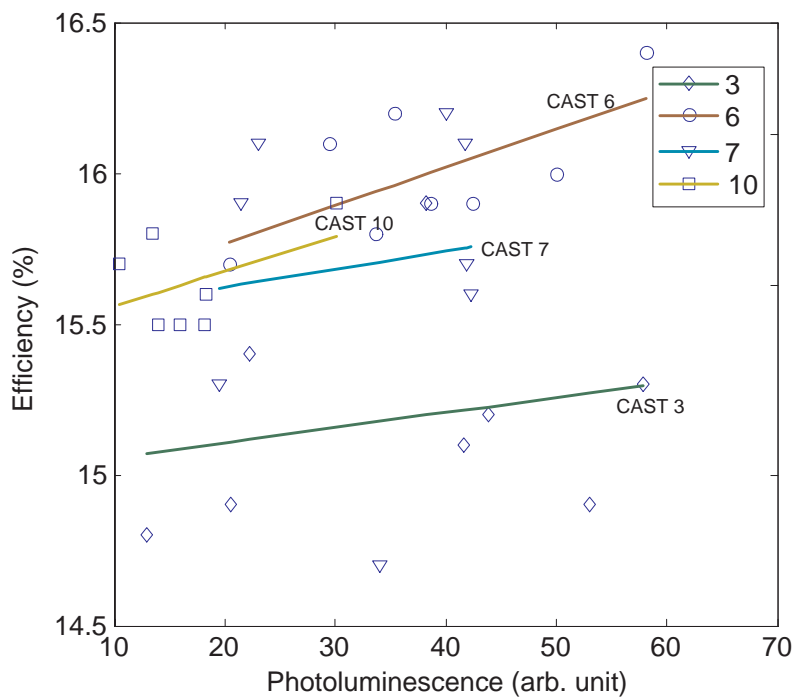 16.5
CAST 6
3
6
7
10
16
CAST 10
CAST 7
15.5
CAST 3
15
14.5
10 20 30 40 50 60 70
Photoluminescence (arb. unit)
Efficiency (%)